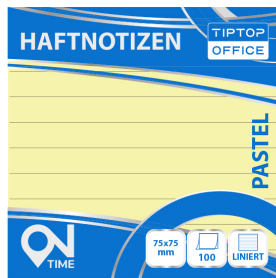 HAFTNOTIZEN
TIPTOP
OFFICE
PASTEL
ON
TIME
75x75
mm
100
LINIERT